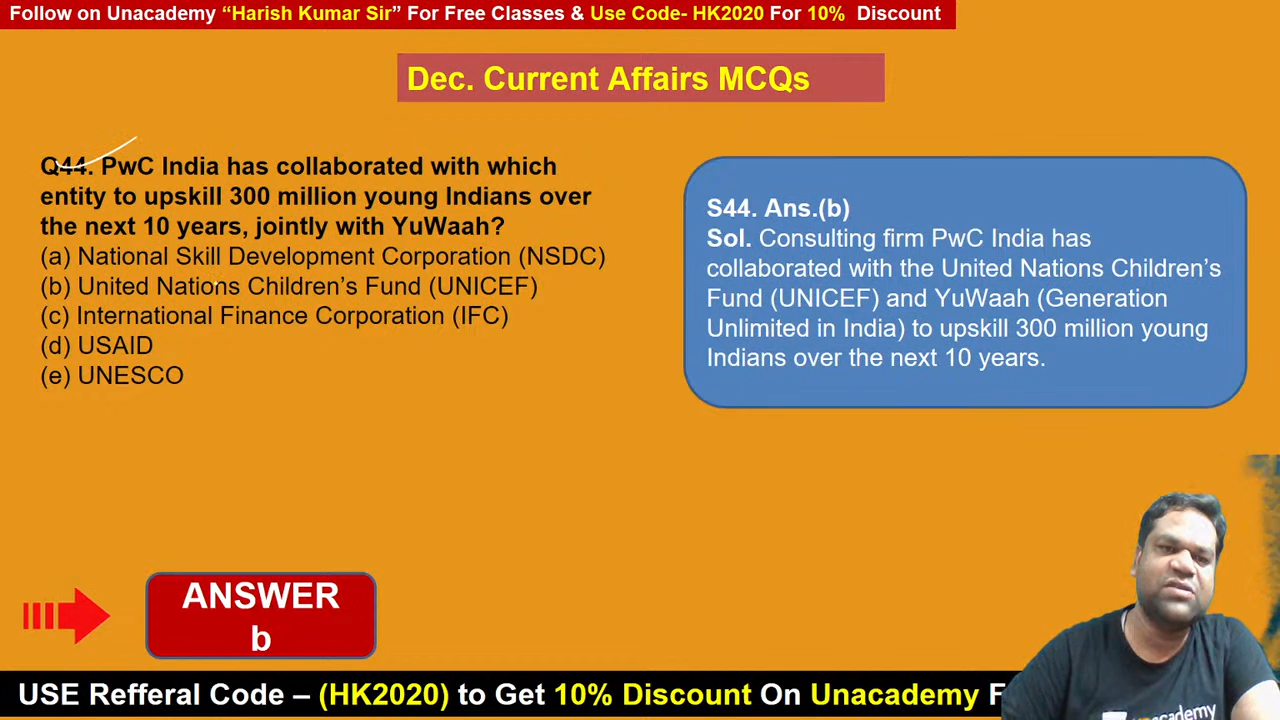 Follow on Unacademy “Harish Kumar Sir” For Free Classes & Use Code- HK2020 For 10% Discount
Dec. Current Affairs MCQs
Q44. PwC India has collaborated with which
entity to upskill 300 million young Indians over
the next 10 years, jointly with YuWaah?
(a) National Skill Development Corporation (NSDC)
(b) United Nations Children’s Fund (UNICEF)
(c) International Finance Corporation (IFC)
(d) USAID
(e) UNESCO
S44. Ans.(b)
Sol. Consulting firm PwC India has
collaborated with the United Nations Children’s
Fund (UNICEF) and YuWaah (Generation
Unlimited in India) to upskill 300 million young
Indians over the next 10 years.
ANSWER
b
USE Refferal Code – (HK2020) to Get 10% Discount On Unacademy F